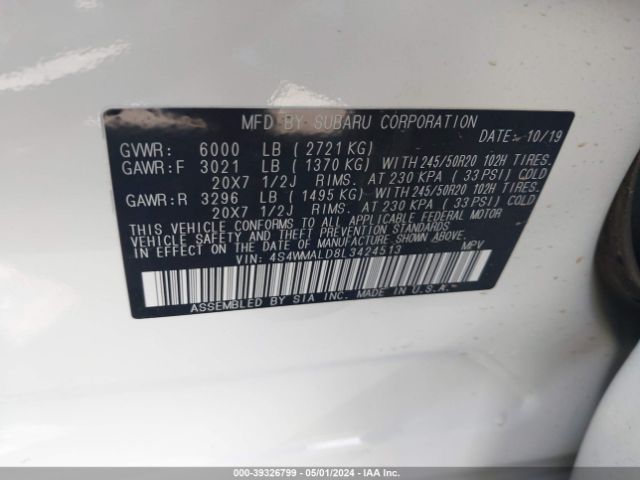 MFD BY SUBARU CORPORATION
DATE: 10/19
GVWR: 6000 LB ( 2721 KG)
GAWR:F 3021 LB ( 1370 KG) WITH 245/50R20 102H TIRES.
20X7 1/2J RIMS. AT 230 KPA ( 33 PSI) COLD
GAWR:R 3296 LB ( 1495 KG) WITH 245/50R20 102H TIRES.
20X7 1/2J RIMS. AT 230 KPA ( 33 PSI) COLD
THIS VEHICLE CONFORMS TO ALL APPLICABLE FEDERAL MOTOR
VEHICLE SAFETY AND THEFT PREVENTION STANDARDS
IN EFFECT ON THE DATE OF MANUFACTURE SHOWN ABOVE.
VIN: 4S4WMALD8L3424513 MPV
ASSEMBLED BY SIA INC. MADE IN U.S.A.
000-39326799 - 05/01/2024 - IAAI.COM